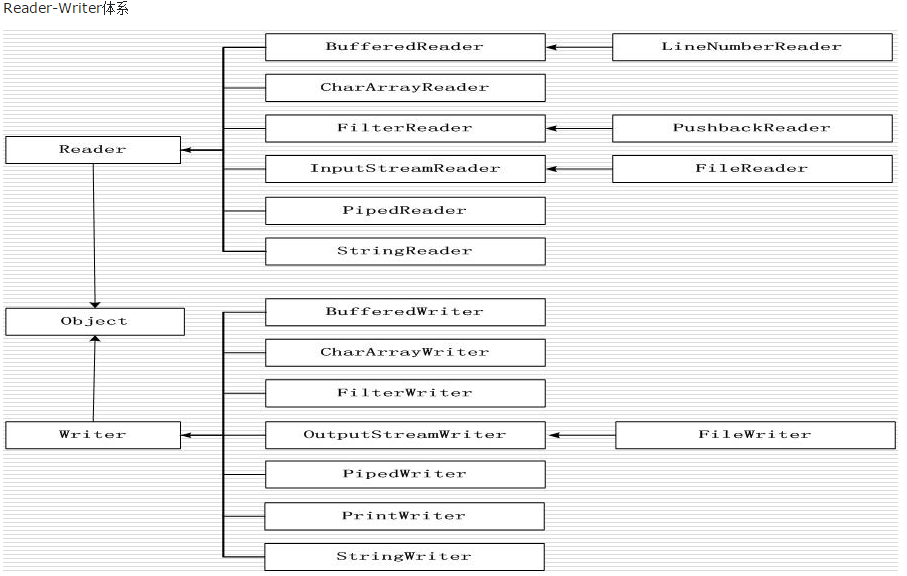 Reader-Writer体系
BufferedReader
LineNumberReader
CharArrayReader
FilterReader
PushbackReader
Reader
InputStreamReader
FileReader
PipedReader
StringReader
BufferedWriter
Object
CharArrayWriter
FilterWriter
Writer
OutputStreamWriter
FileWriter
PipedWriter
PrintWriter
StringWriter